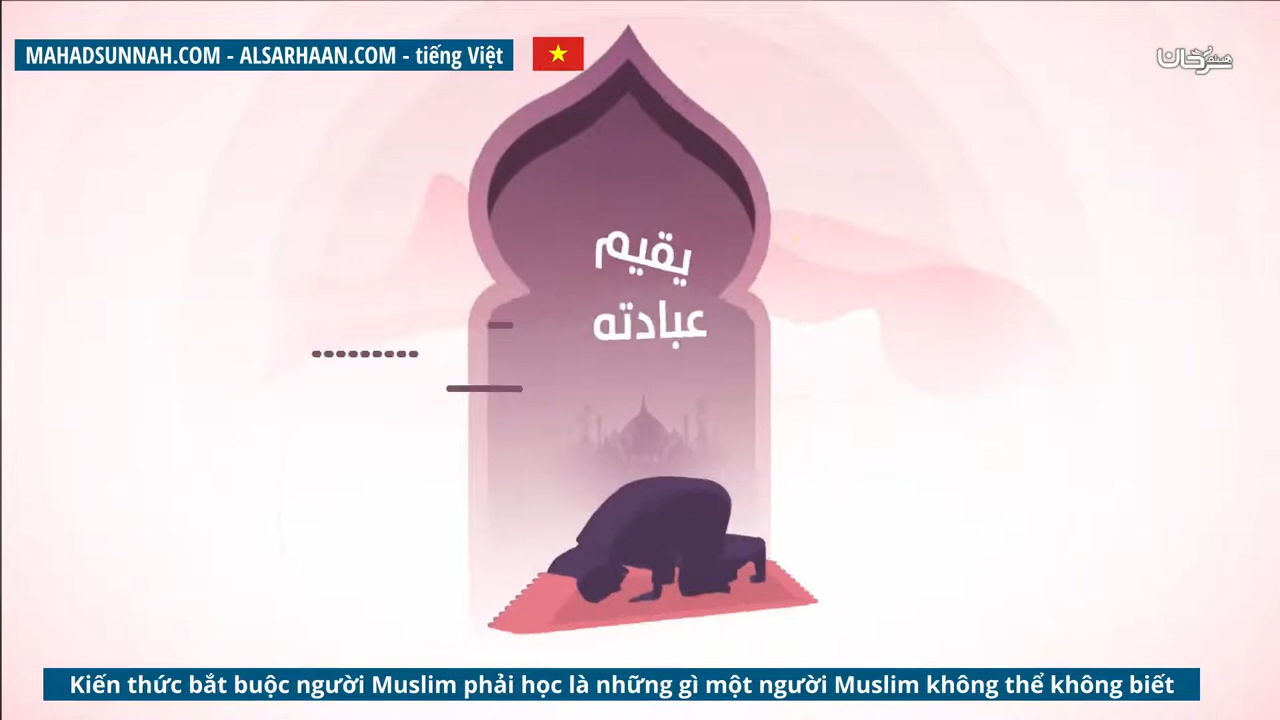 MAHADSUNNAH.COM - ALSARHAAN.COM - tiếng Việt
يقيم
عبادته
Kiến thức bắt buộc người Muslim phải học là những gì một người Muslim không thể không biết